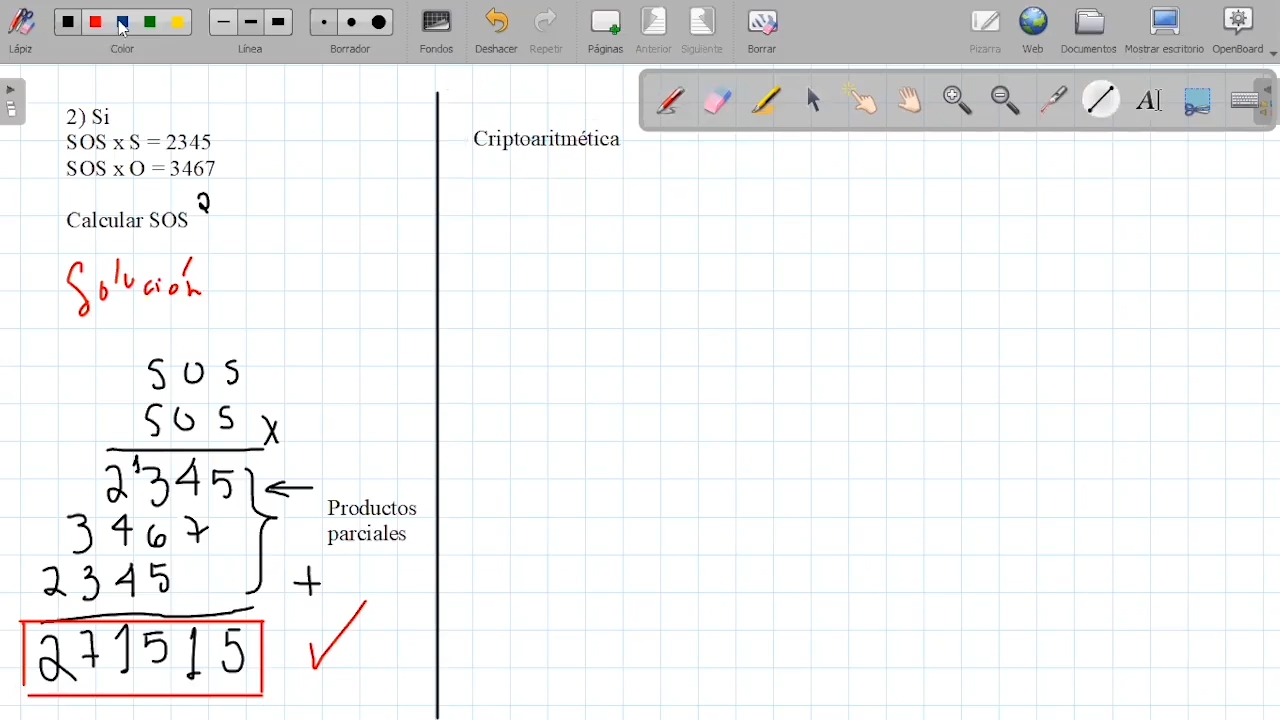 Lápiz
Color
Línea
Borrador
Fondos
Deshacer
Repetir
Páginas
Anterior
Siguiente
Borrar
Pizarra
Web
Documentos
Mostrar escritorio
OpenBoard
2) Si
SOS x S = 2345
SOS x O = 3467
Calcular SOS 2
Solución
S O S
S O S x
2 1 3 4 5
3 4 6 7
2 3 4 5 +
2 7 1 5 1 5
Productos
parciales
Criptoaritmética
A